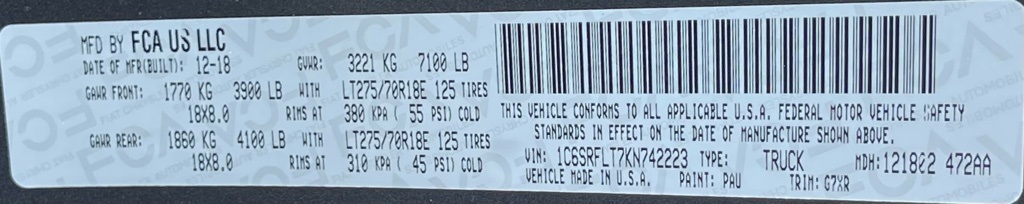 MFD BY FCA US LLC
DATE OF MFR(BUILT): 12-18 GVWR: 3221 KG 7100 LB
GAWR FRONT: 1770 KG 3900 LB WITH LT275/70R18E 125 TIRES
18X8.0 RIMS AT 380 KPA ( 55 PSI) COLD
GAWR REAR: 1860 KG 4100 LB WITH LT275/70R18E 125 TIRES
18X8.0 RIMS AT 310 KPA ( 45 PSI) COLD
THIS VEHICLE CONFORMS TO ALL APPLICABLE U.S.A. FEDERAL MOTOR VEHICLE SAFETY
STANDARDS IN EFFECT ON THE DATE OF MANUFACTURE SHOWN ABOVE.
VIN: 1C6SRFLT7KN742223 TYPE: TRUCK MDH: 121802 472AA
VEHICLE MADE IN U.S.A. PAINT: PAU TRIM: G7XR